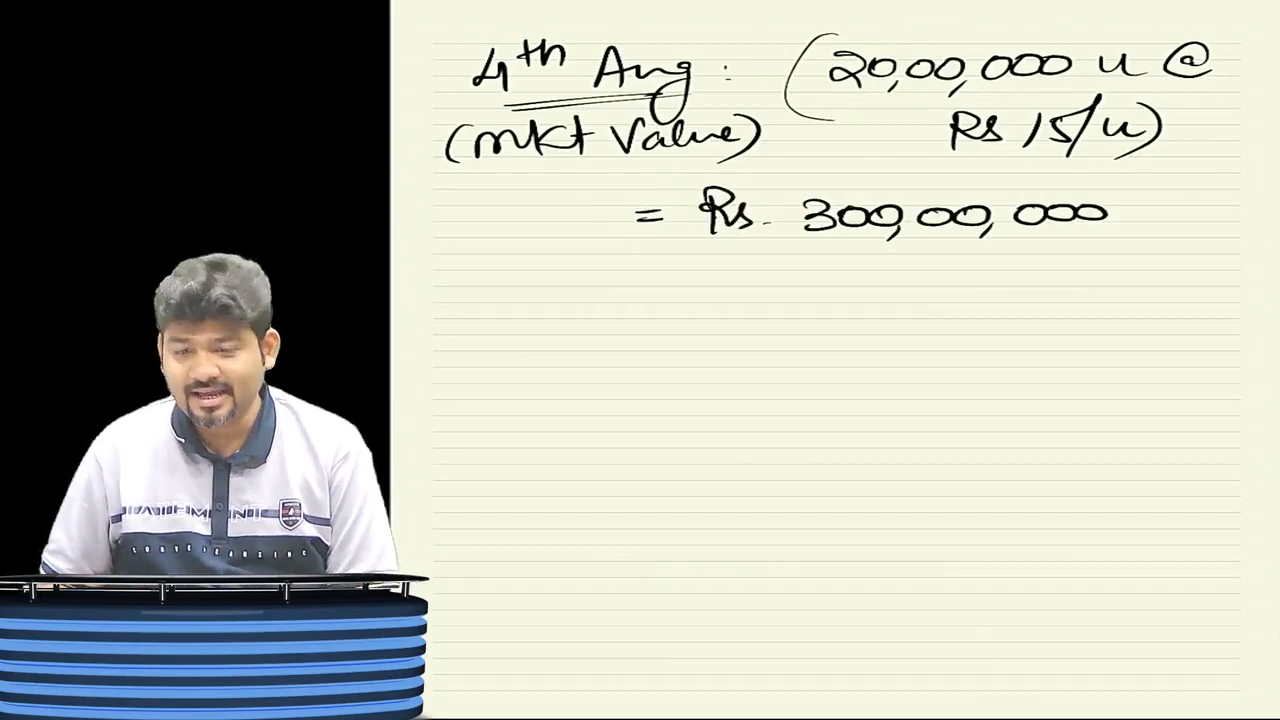 4th Aug : (20,00,000 u @
(mkt Value) Rs 15/u)
= Rs. 300,00,000